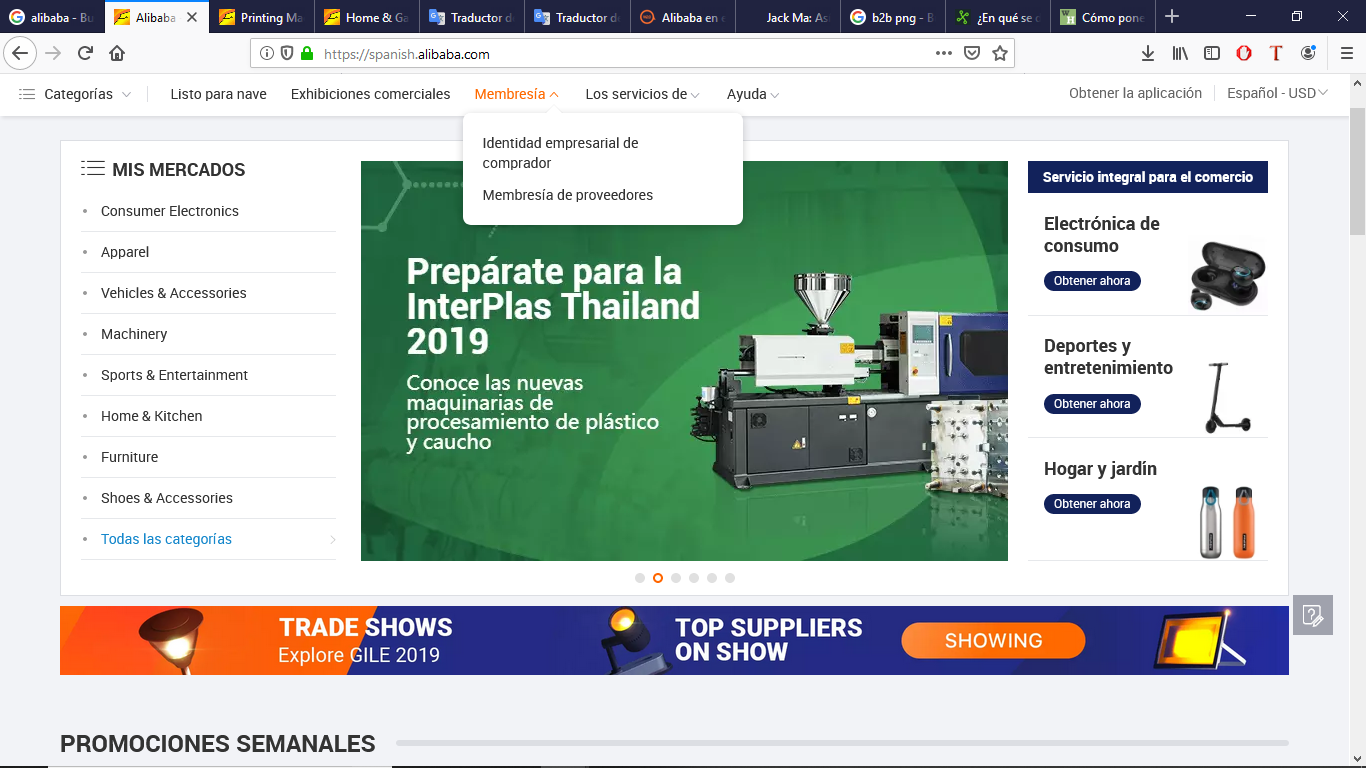 alibaba - Bu
Alibaba
Printing Ma
Home & Ga
Traductor d
Traductor d
Alibaba en e
Jack Ma: Asi
b2b png - B
¿En qué se c
Cómo pone
https://spanish.alibaba.com
Categorías
Listo para nave
Exhibiciones comerciales
Membresía
Los servicios de
Ayuda
Obtener la aplicación
Español - USD
Identidad empresarial de
comprador
Membresía de proveedores
MIS MERCADOS
Consumer Electronics
Apparel
Vehicles & Accessories
Machinery
Sports & Entertainment
Home & Kitchen
Furniture
Shoes & Accessories
Todas las categorías
Prepárate para la
InterPlas Thailand
2019
Conoce las nuevas
maquinarias de
procesamiento de plástico
y caucho
Servicio integral para el comercio
Electrónica de
consumo
Obtener ahora
Deportes y
entretenimiento
Obtener ahora
Hogar y jardín
Obtener ahora
TRADE SHOWS
Explore GILE 2019
TOP SUPPLIERS
ON SHOW
SHOWING
PROMOCIONES SEMANALES